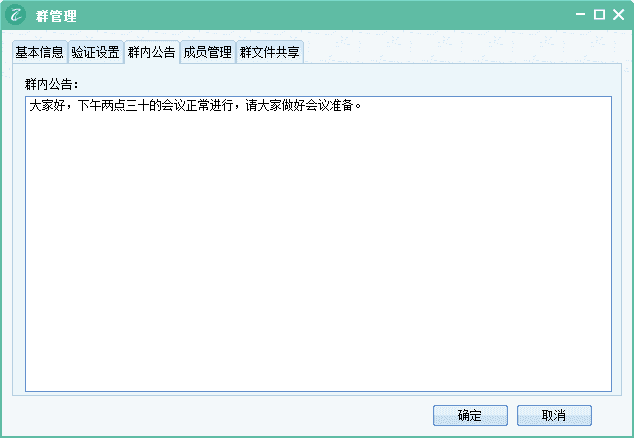 群管理
基本信息 验证设置 群内公告 成员管理 群文件共享
群内公告：
大家好，下午两点三十的会议正常进行，请大家做好会议准备。
确定 取消